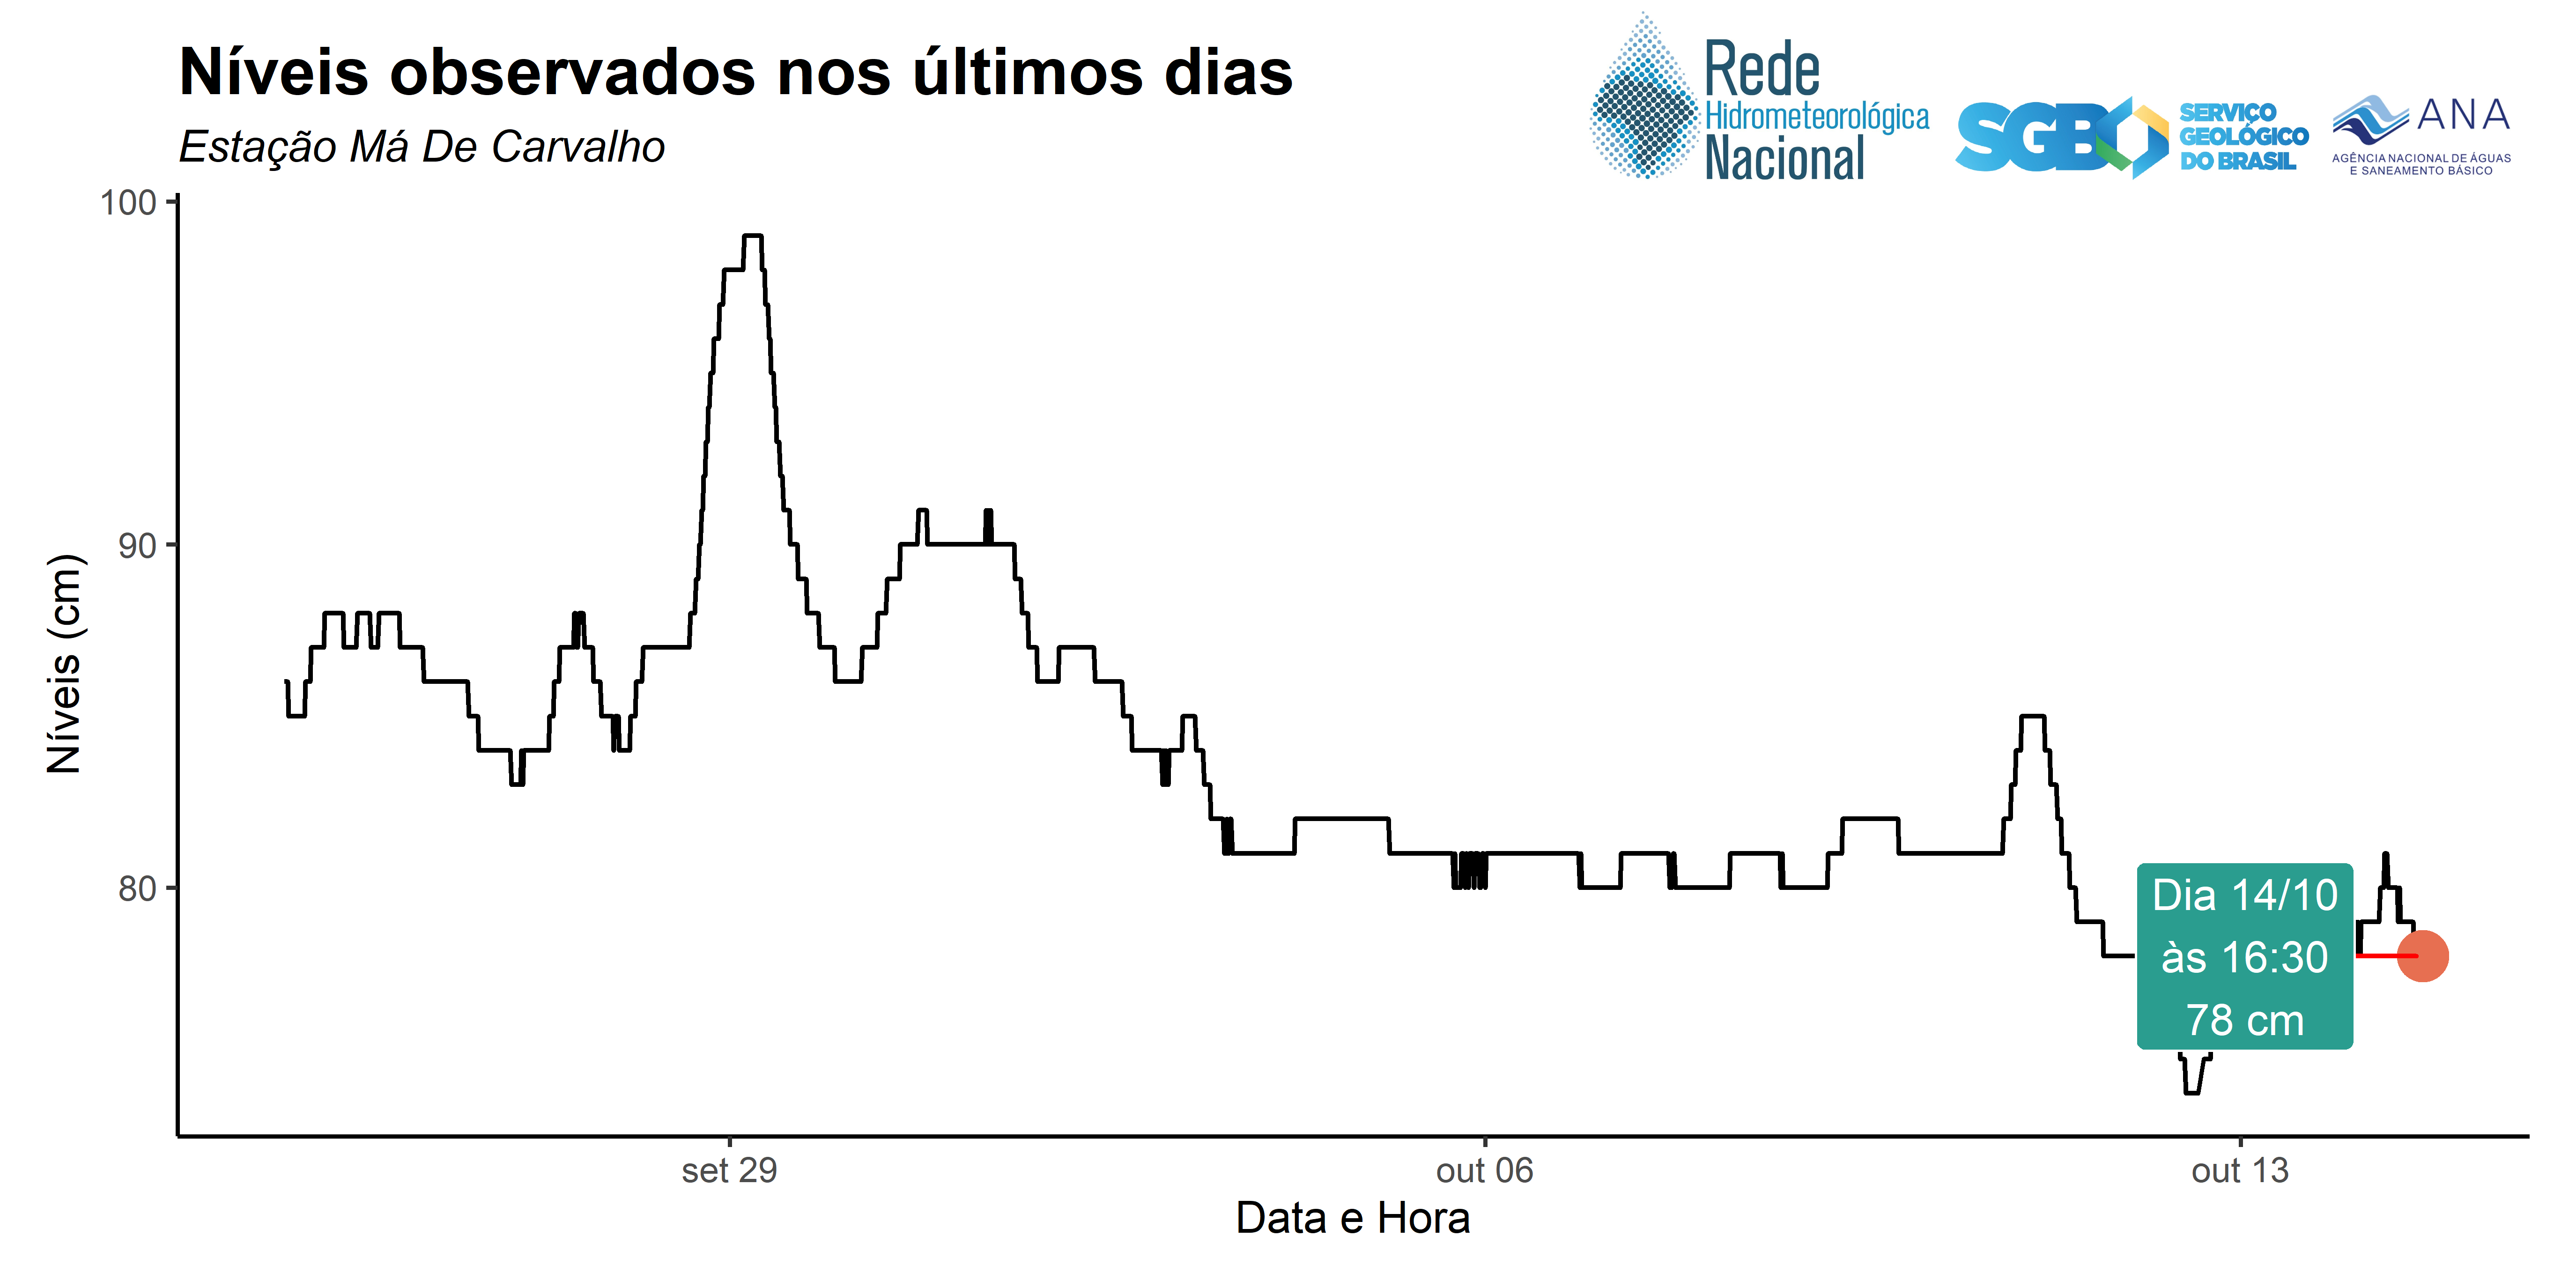 Níveis observados nos últimos dias
Estação Má De Carvalho
Rede
Hidrometeorológica
Nacional
SGB
SERVIÇO
GEOLÓGICO
DO BRASIL
ANA
AGÊNCIA NACIONAL DE ÁGUAS
E SANEAMENTO BÁSICO
100
90
80
Níveis (cm)
Dia 14/10
às 16:30
78 cm
set 29
out 06
out 13
Data e Hora